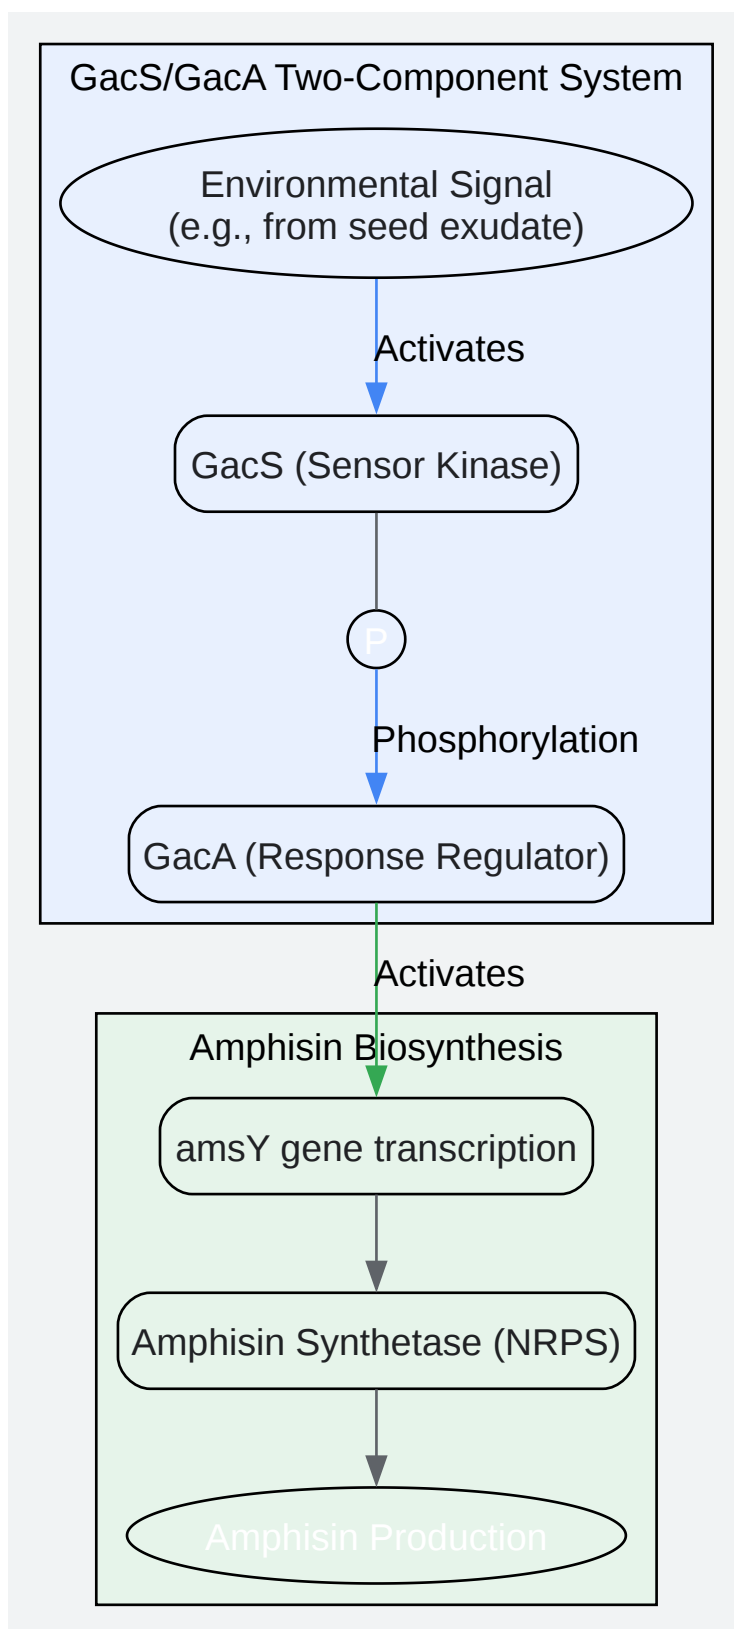 GacS/GacA Two-Component System
Environmental Signal
(e.g., from seed exudate)
Activates
GacS (Sensor Kinase)
P
Phosphorylation
GacA (Response Regulator)
Activates
Amphisin Biosynthesis
amsY gene transcription
Amphisin Synthetase (NRPS)
Amphisin Production